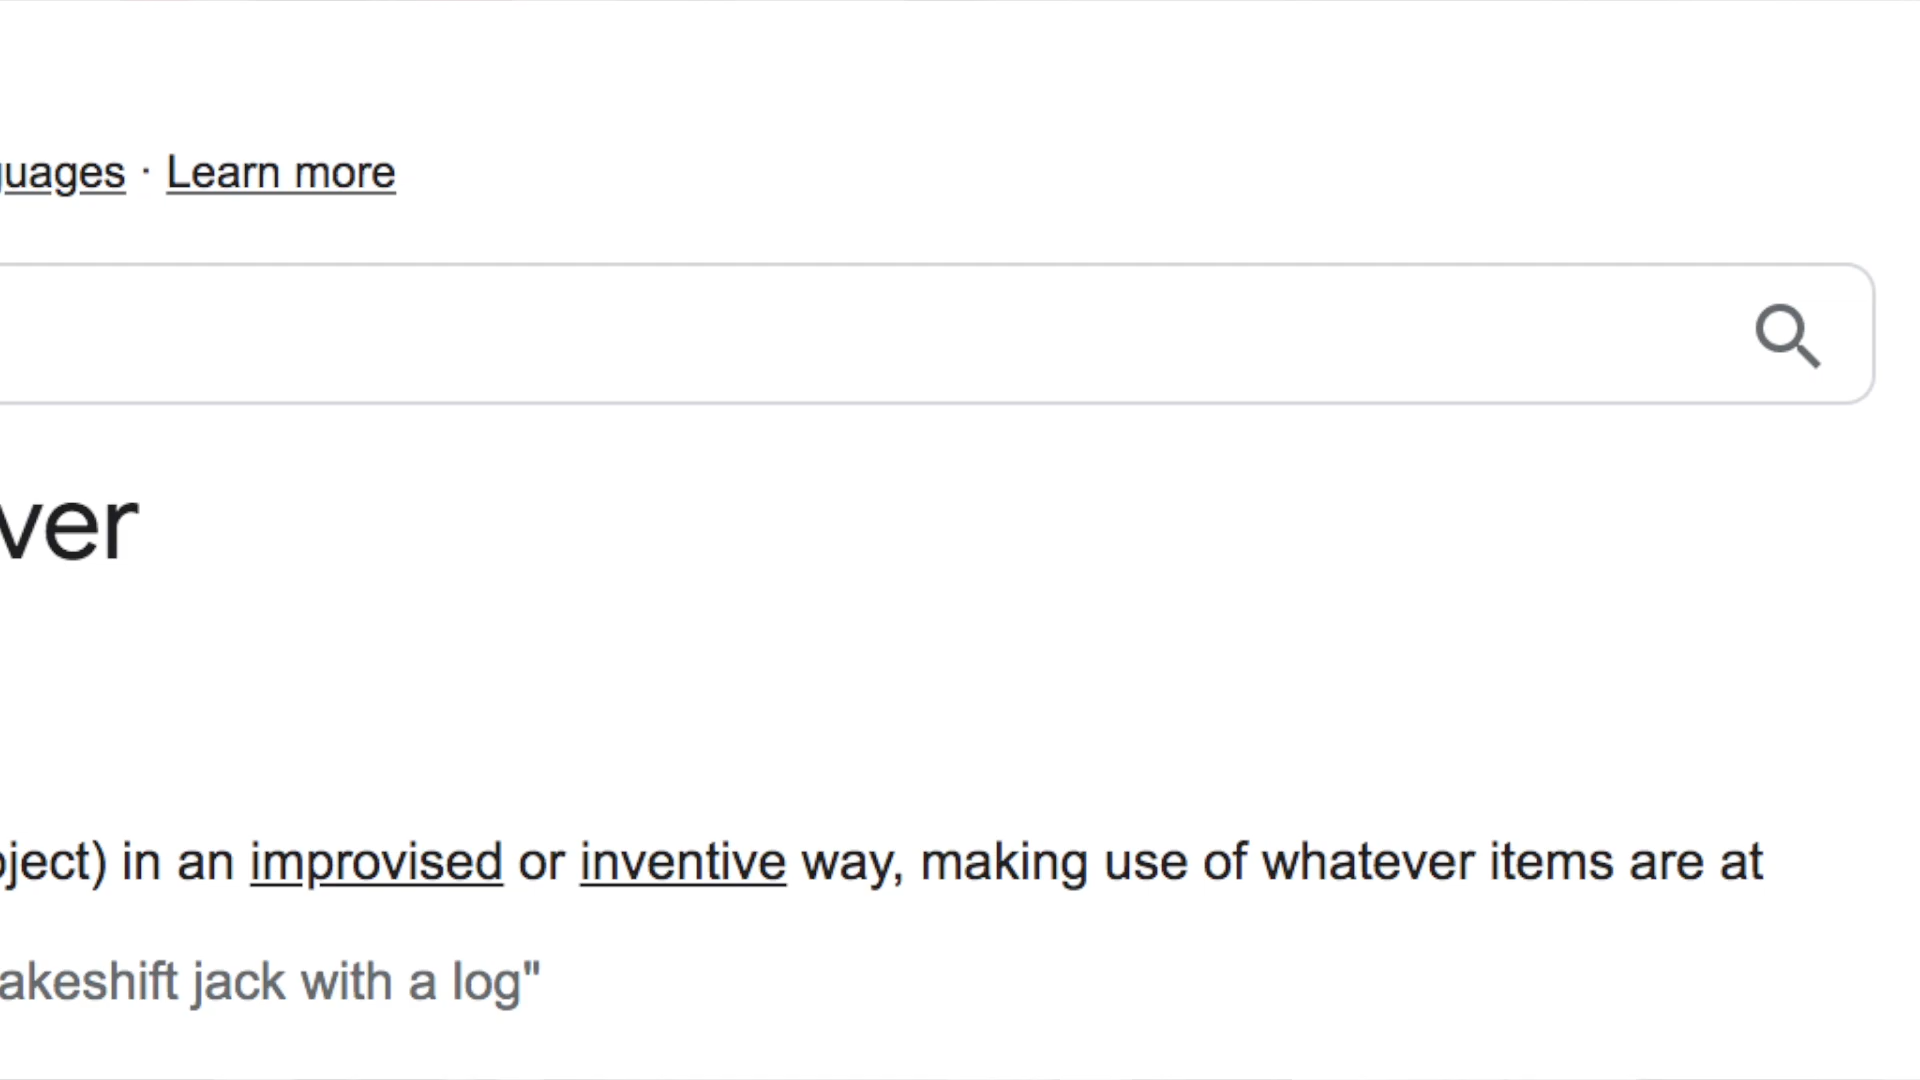 guages · Learn more
ver
ject) in an improvised or inventive way, making use of whatever items are at
akeshift jack with a log"